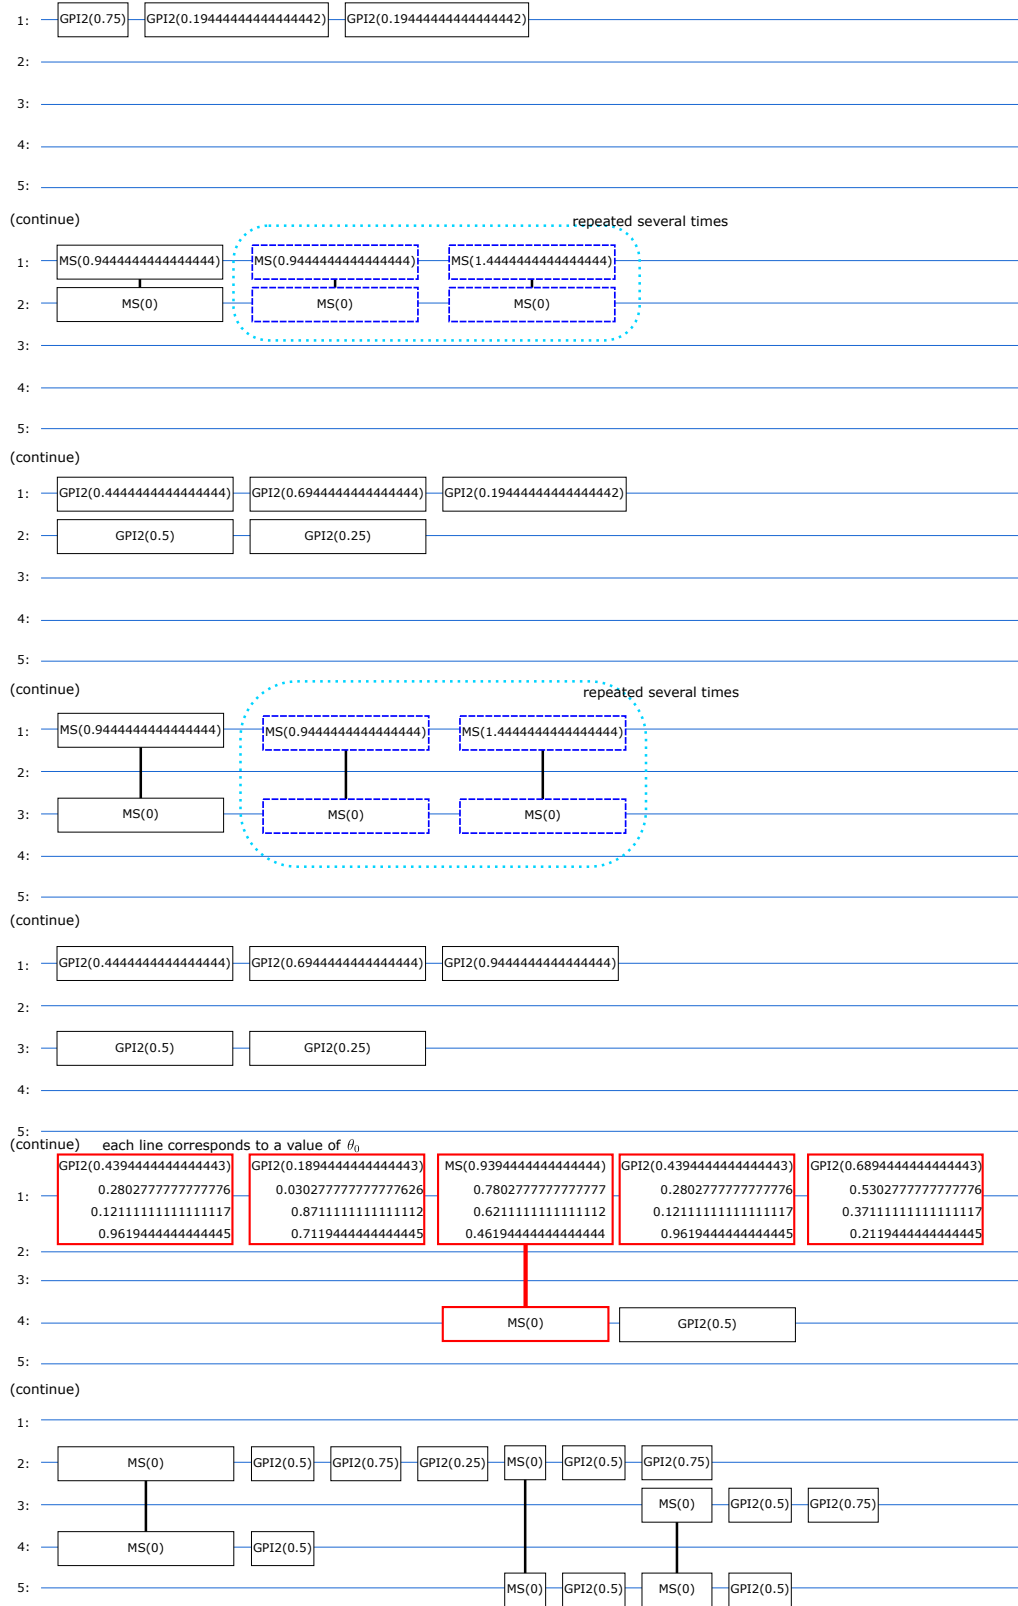 1: GPI2(0.75) GPI2(0.19444444444444442) GPI2(0.19444444444444442)
2:
3:
4:
5:
(continue)
repeated several times
1: MS(0.9444444444444444) MS(0.9444444444444444) MS(1.4444444444444444)
2: MS(0) MS(0) MS(0)
3:
4:
5:
(continue)
1: GPI2(0.4444444444444444) GPI2(0.6944444444444444) GPI2(0.19444444444444442)
2: GPI2(0.5) GPI2(0.25)
3:
4:
5:
(continue)
repeated several times
1: MS(0.9444444444444444) MS(0.9444444444444444) MS(1.4444444444444444)
2:
3: MS(0) MS(0) MS(0)
4:
5:
(continue)
1: GPI2(0.4444444444444444) GPI2(0.6944444444444444) GPI2(0.9444444444444444)
2:
3: GPI2(0.5) GPI2(0.25)
4:
5:
(continue) each line corresponds to a value of θ₀
GPI2(0.4394444444444443) GPI2(0.1894444444444443) MS(0.9394444444444444) GPI2(0.4394444444444443) GPI2(0.6894444444444443)
1: 0.2802777777777776 0.030277777777777626 0.7802777777777777 0.2802777777777776 0.5302777777777776
0.12111111111111117 0.8711111111111112 0.6211111111111112 0.12111111111111117 0.37111111111111117
0.9619444444444445 0.7119444444444445 0.46194444444444444 0.9619444444444445 0.2119444444444445
2:
3:
4: MS(0) GPI2(0.5)
5:
(continue)
1:
2: MS(0) GPI2(0.5) GPI2(0.75) GPI2(0.25) MS(0) GPI2(0.5) GPI2(0.75)
3: MS(0) GPI2(0.5) GPI2(0.75)
4: MS(0) GPI2(0.5)
5: MS(0) GPI2(0.5) MS(0) GPI2(0.5)